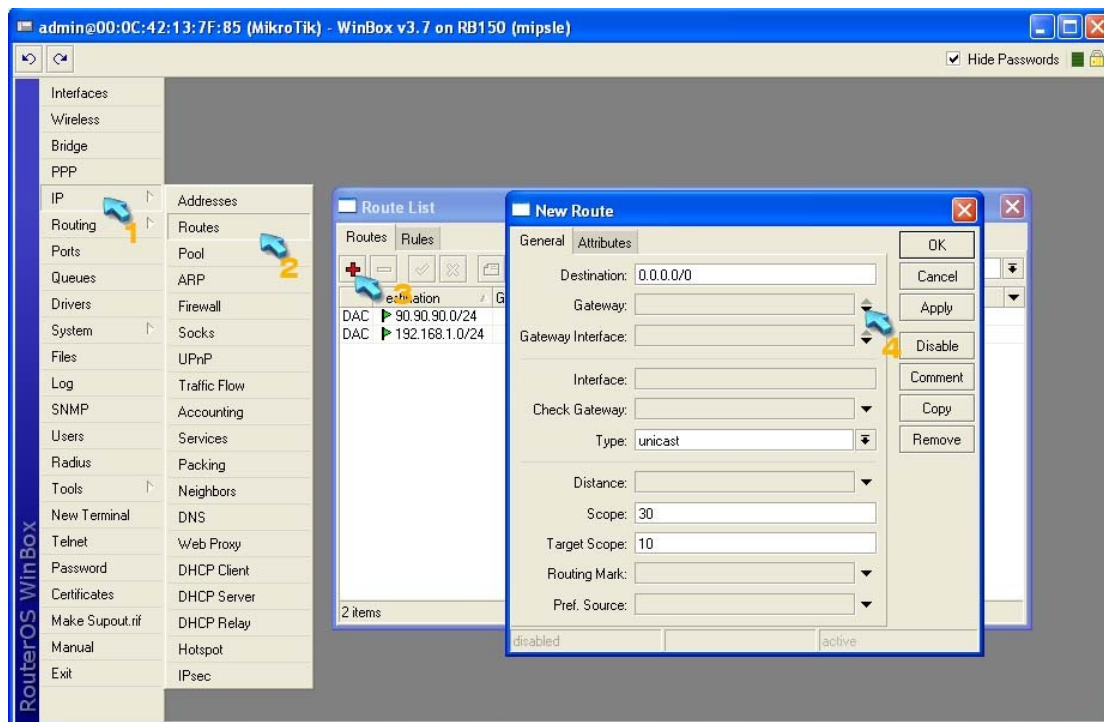 admin@00:0C:42:13:7F:85 (MikroTik) - WinBox v3.7 on RB150 (mipsle)
Hide Passwords
RouterOS WinBox
Interfaces
Wireless
Bridge
PPP
IP
1
Routing
Ports
Queues
Drivers
System
Files
Log
SNMP
Users
Radius
Tools
New Terminal
Telnet
Password
Certificates
Make Supout.rif
Manual
Exit
Addresses
Routes
2
Pool
ARP
Firewall
Socks
UPnP
Traffic Flow
Accounting
Services
Packing
Neighbors
DNS
Web Proxy
DHCP Client
DHCP Server
DHCP Relay
Hotspot
IPsec
Route List
Routes Rules
3
estination G
DAC 90.90.90.0/24
DAC 192.168.1.0/24
2 items
New Route
General Attributes
Destination: 0.0.0.0/0
Gateway:
4
Gateway Interface:
Interface:
Check Gateway:
Type: unicast
Distance:
Scope: 30
Target Scope: 10
Routing Mark:
Pref. Source:
OK
Cancel
Apply
Disable
Comment
Copy
Remove
disabled active